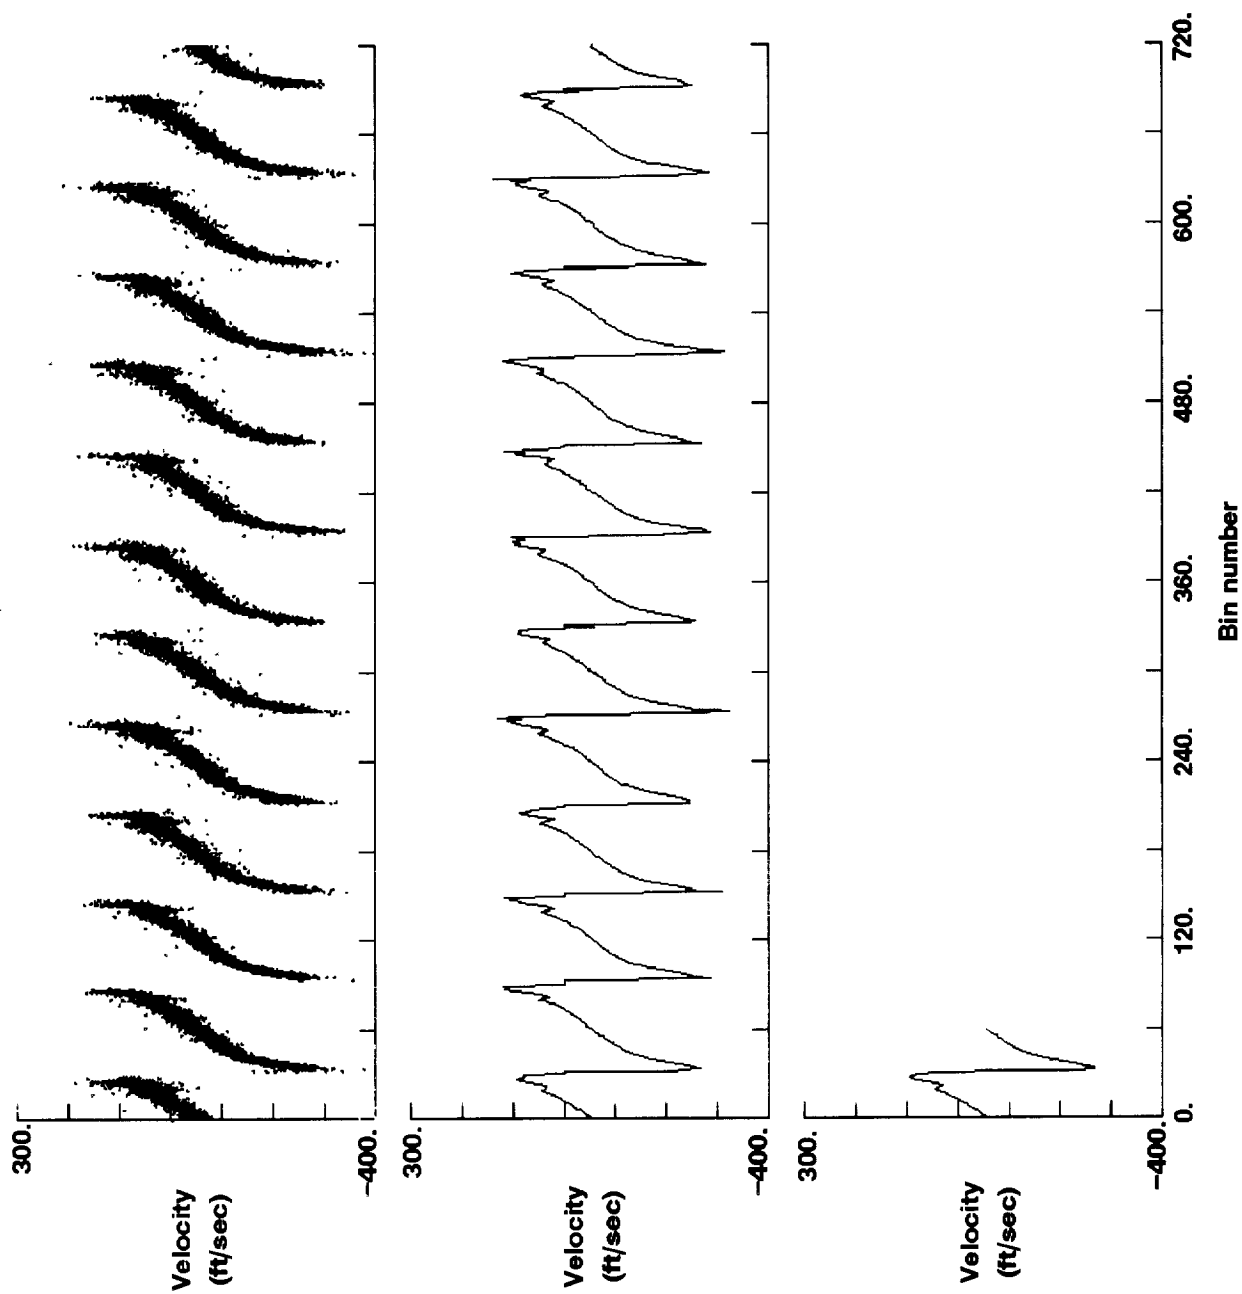 300.
Velocity
(ft/sec)
-400.
300.
Velocity
(ft/sec)
-400.
300.
Velocity
(ft/sec)
-400.
0.
120.
240.
360.
480.
600.
720.
Bin number